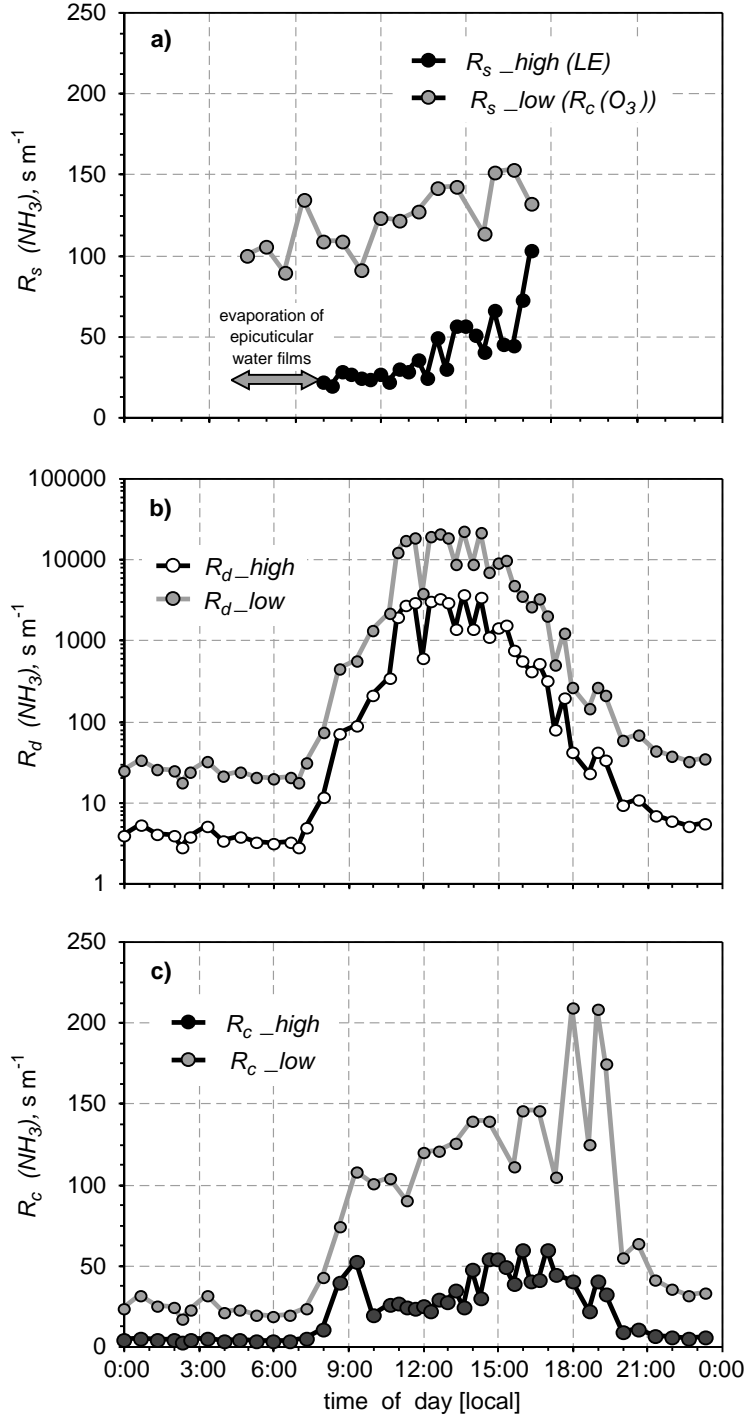 250
a)
R_s _high (LE)
R_s _low (R_c (O_3))
200
150
100
50
0
R_s (NH_3), s m^-1
evaporation of
epicuticular
water films
100000
b)
R_d _high
R_d _low
10000
1000
100
10
1
R_d (NH_3), s m^-1
250
c)
R_c _high
R_c _low
200
150
100
50
0
R_c (NH_3), s m^-1
0:00 3:00 6:00 9:00 12:00 15:00 18:00 21:00 0:00
time of day [local]